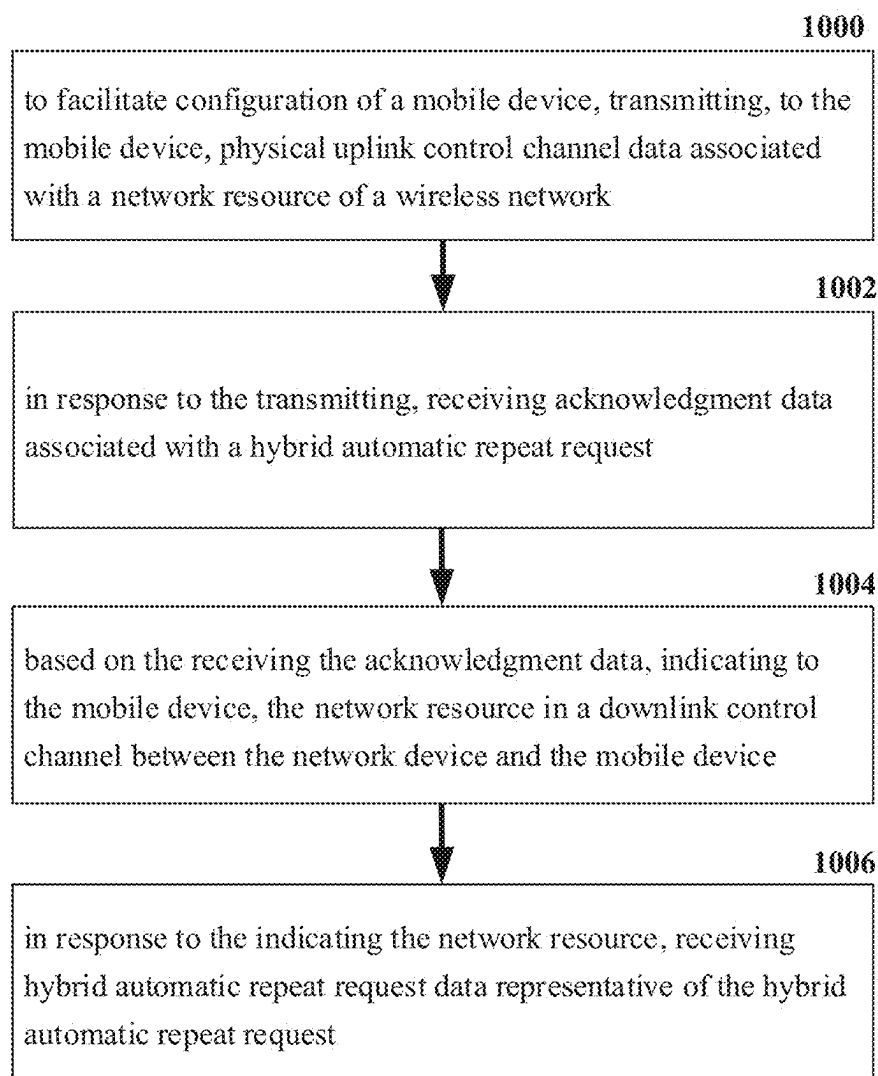 1000
to facilitate configuration of a mobile device, transmitting, to the
mobile device, physical uplink control channel data associated
with a network resource of a wireless network
1002
in response to the transmitting, receiving acknowledgment data
associated with a hybrid automatic repeat request
1004
based on the receiving the acknowledgment data, indicating to
the mobile device, the network resource in a downlink control
channel between the network device and the mobile device
1006
in response to the indicating the network resource, receiving
hybrid automatic repeat request data representative of the hybrid
automatic repeat request